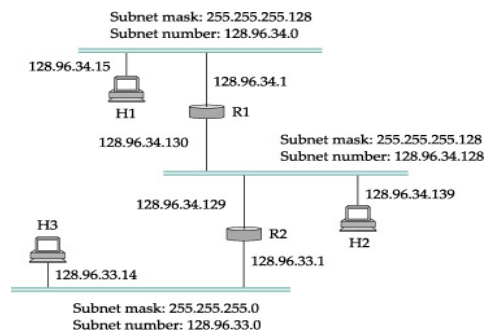 Subnet mask: 255.255.255.128
Subnet number: 128.96.34.0
128.96.34.15
128.96.34.1
H1
R1
128.96.34.130
Subnet mask: 255.255.255.128
Subnet number: 128.96.34.128
128.96.34.139
128.96.34.129
H3
R2
H2
128.96.33.14
128.96.33.1
Subnet mask: 255.255.255.0
Subnet number: 128.96.33.0